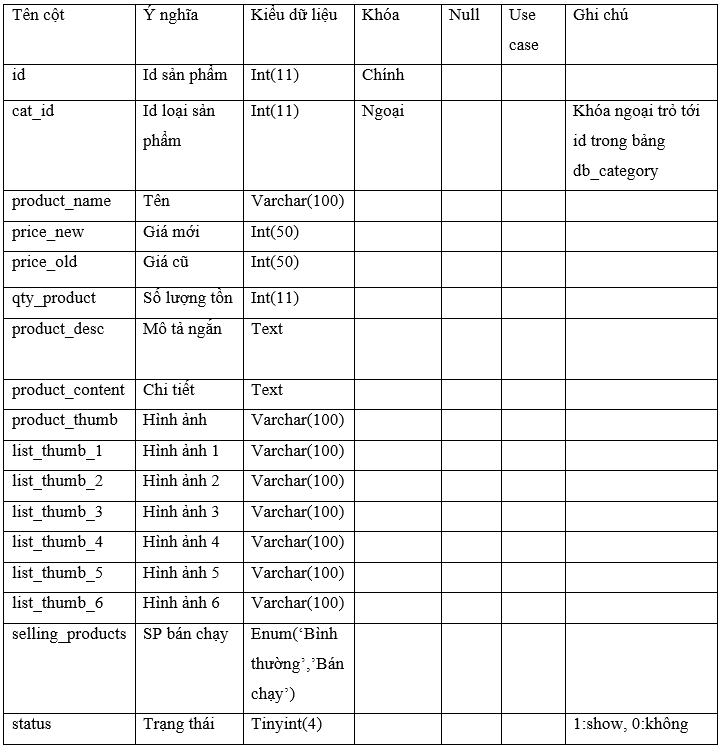 Tên cột Ý nghĩa Kiểu dữ liệu Khóa Null Use case Ghi chú
id Id sản phẩm Int(11) Chính
cat_id Id loại sản phẩm Int(11) Ngoại Khóa ngoại trỏ tới id trong bảng db_category
product_name Tên Varchar(100)
price_new Giá mới Int(50)
price_old Giá cũ Int(50)
qty_product Số lượng tồn Int(11)
product_desc Mô tả ngắn Text
product_content Chi tiết Text
product_thumb Hình ảnh Varchar(100)
list_thumb_1 Hình ảnh 1 Varchar(100)
list_thumb_2 Hình ảnh 2 Varchar(100)
list_thumb_3 Hình ảnh 3 Varchar(100)
list_thumb_4 Hình ảnh 4 Varchar(100)
list_thumb_5 Hình ảnh 5 Varchar(100)
list_thumb_6 Hình ảnh 6 Varchar(100)
selling_products SP bán chạy Enum(‘Bình thường’,’Bán chạy’)
status Trạng thái Tinyint(4) 1:show, 0:không